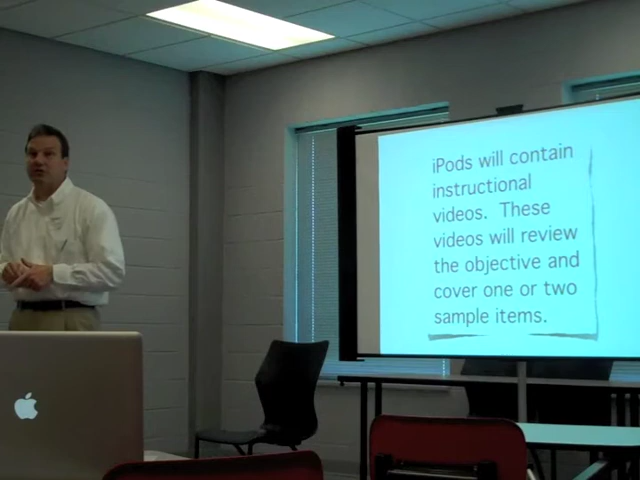 iPods will contain
instructional
videos. These
videos will review
the objective and
cover one or two
sample items.